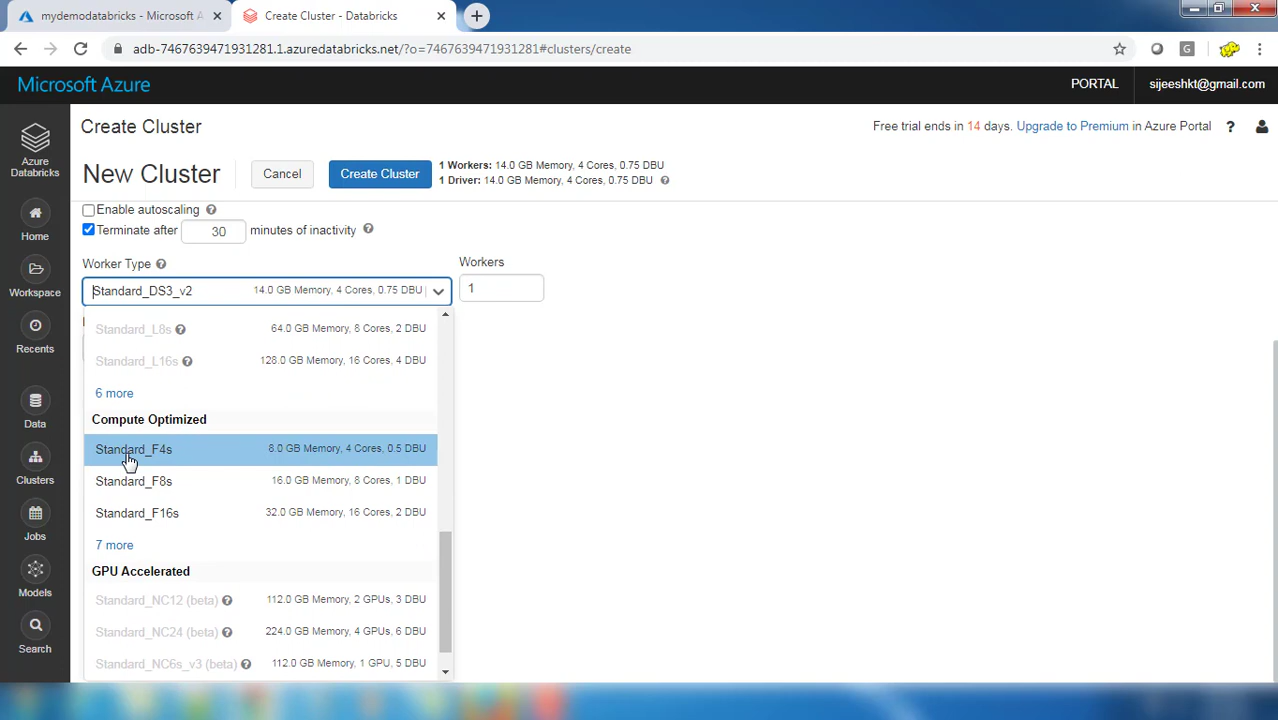 mydemodatabricks - Microsoft A
Create Cluster - Databricks
adb-7467639471931281.1.azuredatabricks.net/?o=7467639471931281#clusters/create
G
Microsoft Azure
PORTAL
sijeeshkt@gmail.com
Azure
Databricks
Home
Workspace
Recents
Data
Clusters
Jobs
Models
Search
Create Cluster
Free trial ends in 14 days. Upgrade to Premium in Azure Portal ?
New Cluster
Cancel
Create Cluster
1 Workers: 14.0 GB Memory, 4 Cores, 0.75 DBU
1 Driver: 14.0 GB Memory, 4 Cores, 0.75 DBU ?
Enable autoscaling ?
Terminate after 30 minutes of inactivity ?
Worker Type ?
Workers
Standard_DS3_v2 14.0 GB Memory, 4 Cores, 0.75 DBU
1
Standard_L8s ? 64.0 GB Memory, 8 Cores, 2 DBU
Standard_L16s ? 128.0 GB Memory, 16 Cores, 4 DBU
6 more
Compute Optimized
Standard_F4s 8.0 GB Memory, 4 Cores, 0.5 DBU
Standard_F8s 16.0 GB Memory, 8 Cores, 1 DBU
Standard_F16s 32.0 GB Memory, 16 Cores, 2 DBU
7 more
GPU Accelerated
Standard_NC12 (beta) ? 112.0 GB Memory, 2 GPUs, 3 DBU
Standard_NC24 (beta) ? 224.0 GB Memory, 4 GPUs, 6 DBU
Standard_NC6s_v3 (beta) ? 112.0 GB Memory, 1 GPU, 5 DBU